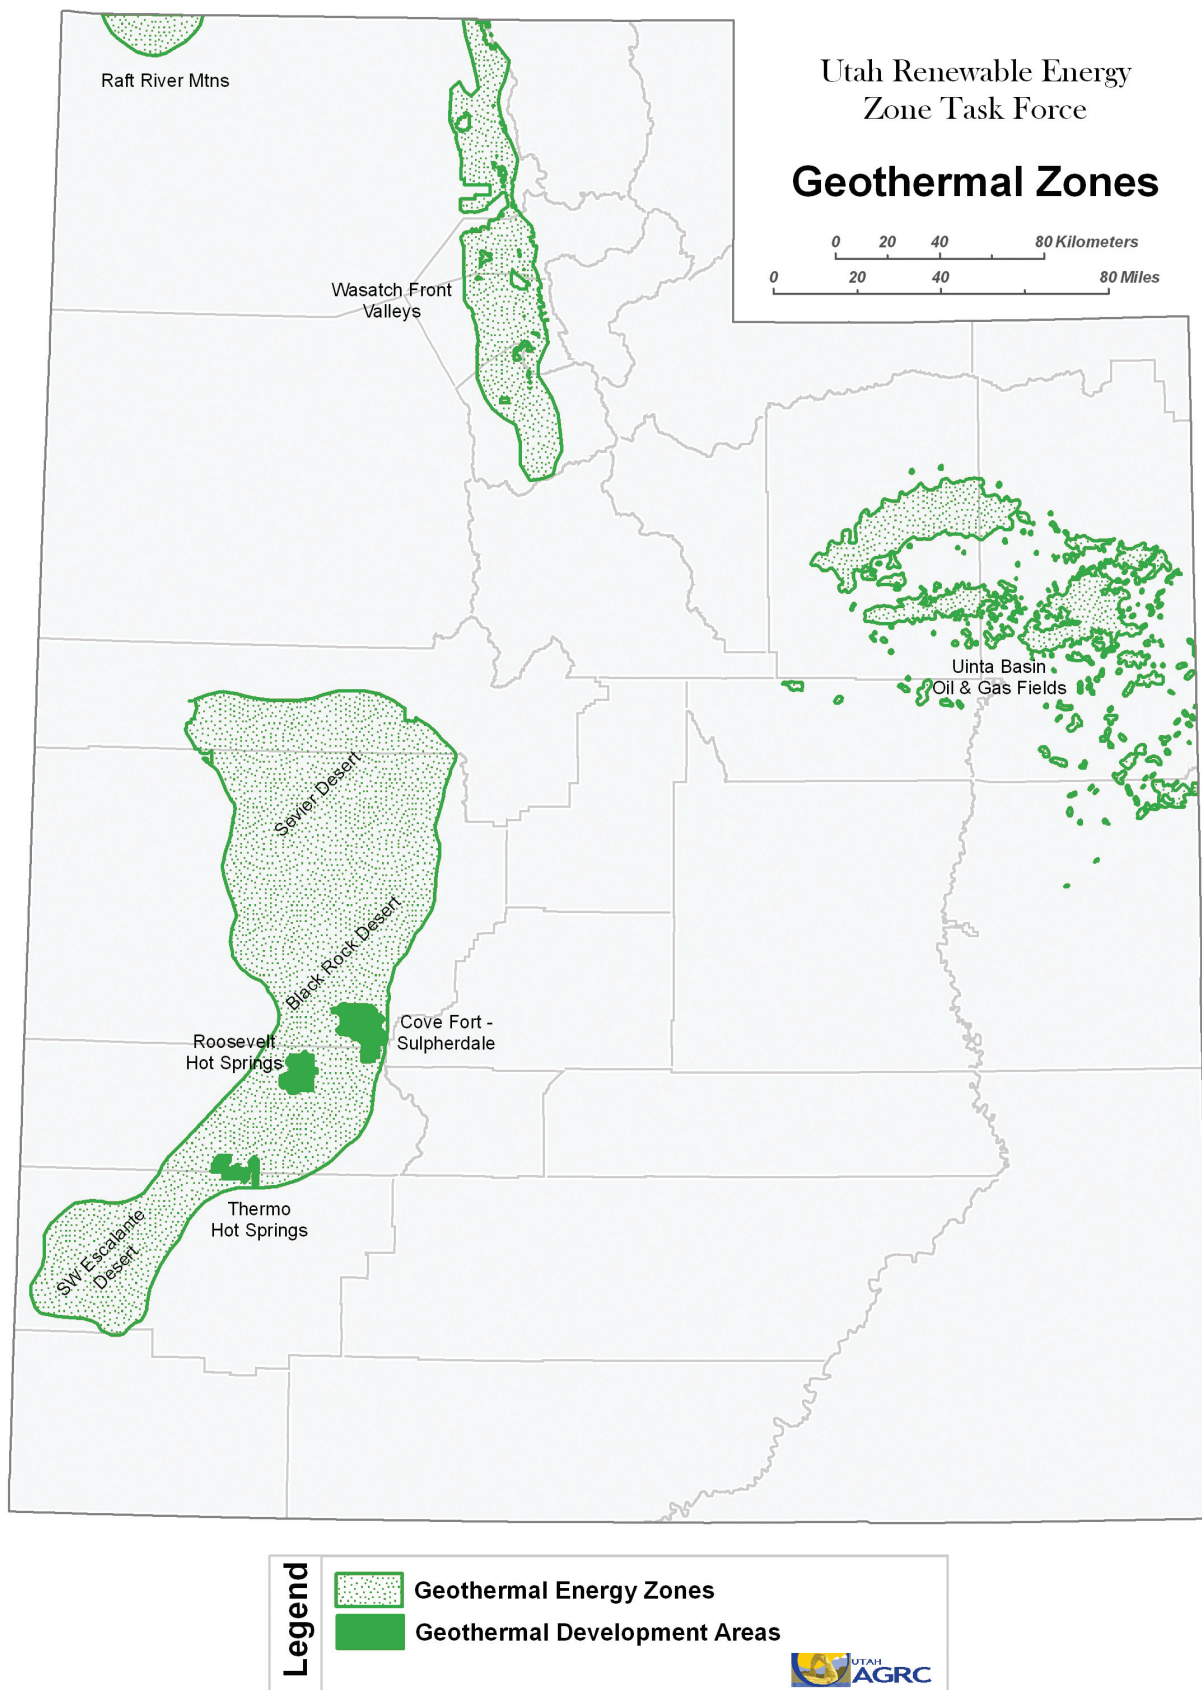 Utah Renewable Energy
Zone Task Force
Geothermal Zones
0 20 40 80 Kilometers
0 20 40 80 Miles
Raft River Mtns
Wasatch Front
Valleys
Uinta Basin
Oil & Gas Fields
Sevier Desert
Black Rock Desert
Cove Fort -
Sulpherdale
Roosevelt
Hot Springs
Thermo
Hot Springs
SW Escalante
Desert
Legend
Geothermal Energy Zones
Geothermal Development Areas
UTAH
AGRC